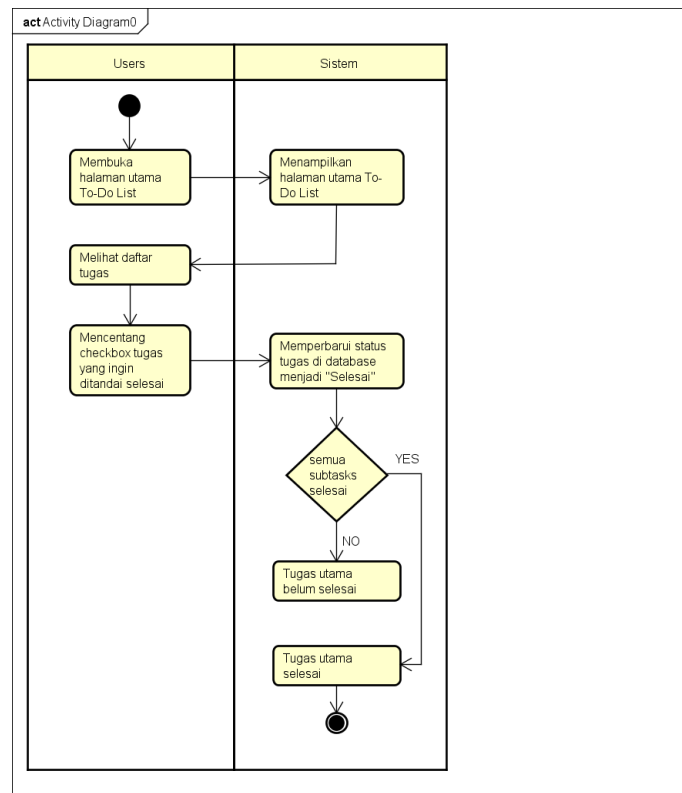 act Activity Diagram0
Users
Sistem
Membuka
halaman utama
To-Do List
Menampilkan
halaman utama To-
Do List
Melihat daftar
tugas
Mencentang
checkbox tugas
yang ingin
ditandai selesai
Memperbarui status
tugas di database
menjadi "Selesai"
semua
subtasks
selesai
YES
NO
Tugas utama
belum selesai
Tugas utama
selesai